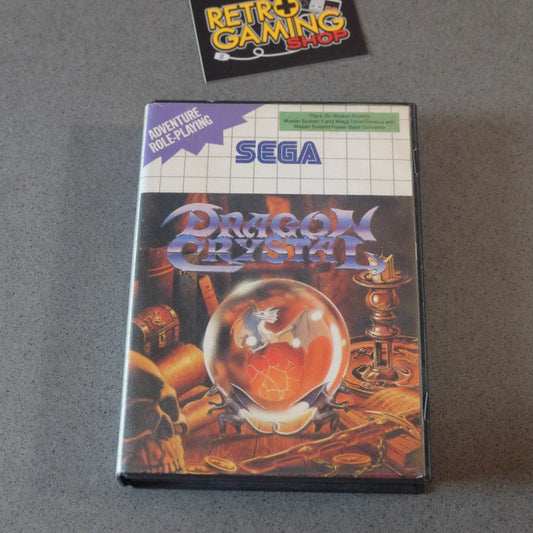 RETRO
GAMING
SHOP
ADVENTURE
ROLE-PLAYING
Plays On: Master System,
Master System II and Mega Drive/Genesis with
Master System/Power Base Converter
SEGA
DRAGON
CRYSTAL